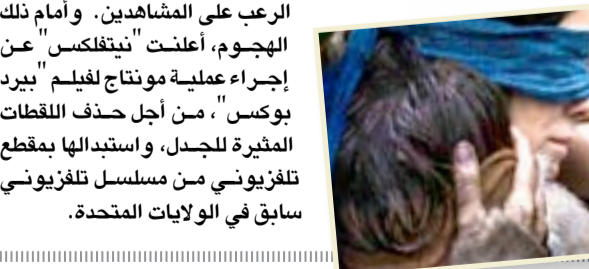 الرعب على المشاهدين. وأمام ذلك
الهجوم، أعلنت "نيتفلكس" عن
إجراء عملية مونتاج لفيلم "بيرد
بوكس"، من أجل حذف اللقطات
المثيرة للجدل، واستبدالها بمقطع
تلفزيوني من مسلسل تلفزيوني
سابق في الولايات المتحدة.